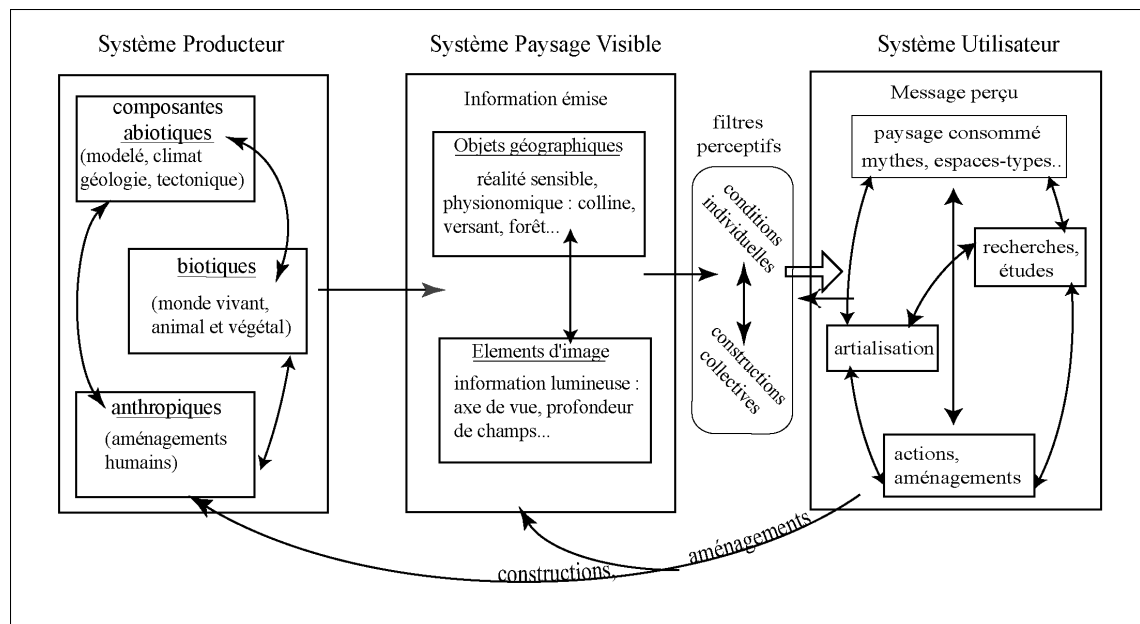 Système Producteur
composantes
abiotiques
(modelé, climat
géologie, tectonique)
biotiques
(monde vivant,
animal et végétal)
anthropiques
(aménagements
humains)
Système Paysage Visible
Information émise
Objets géographiques
réalité sensible,
physionomique : colline,
versant, forêt...
Elements d'image
information lumineuse :
axe de vue, profondeur
de champs...
filtres
perceptifs
conditions
individuelles
constructions
collectives
Système Utilisateur
Message perçu
paysage consommé
mythes, espaces-types..
recherches,
études
artialisation
actions,
aménagements
constructions, aménagements